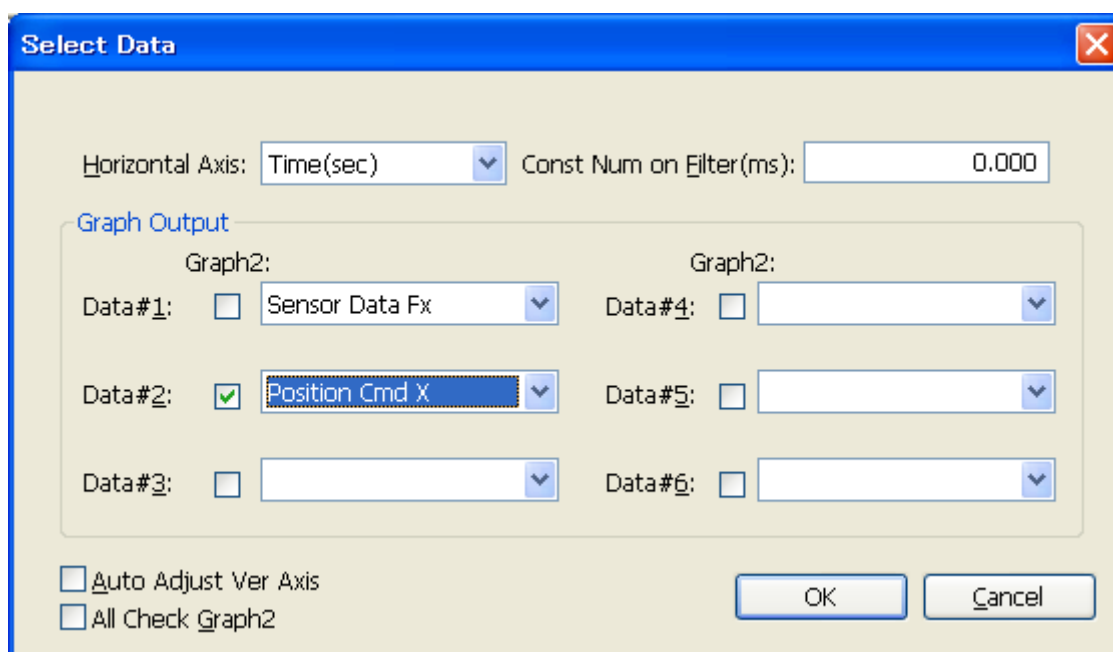 Select Data
Horizontal Axis: Time(sec) Const Num on Filter(ms): 0.000
Graph Output
Graph2: Graph2:
Data#1: Sensor Data Fx Data#4:
Data#2: Position Cmd X Data#5:
Data#3: Data#6:
Auto Adjust Ver Axis
All Check Graph2
OK Cancel